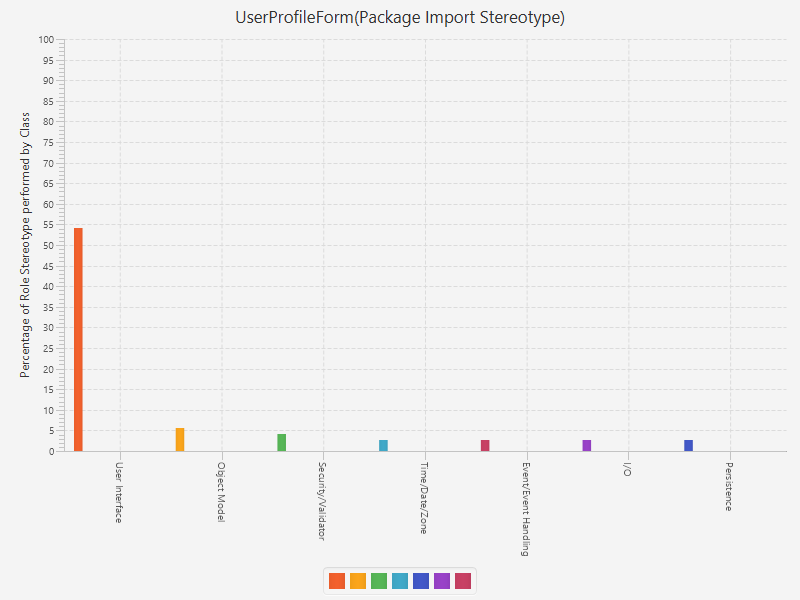 UserProfileForm(Package Import Stereotype)
Percentage of Role Stereotype performed by Class
100
95
90
85
80
75
70
65
60
55
50
45
40
35
30
25
20
15
10
5
0
User Interface
Object Model
Security/Validator
Time/Date/Zone
Event/Event Handling
I/O
Persistence